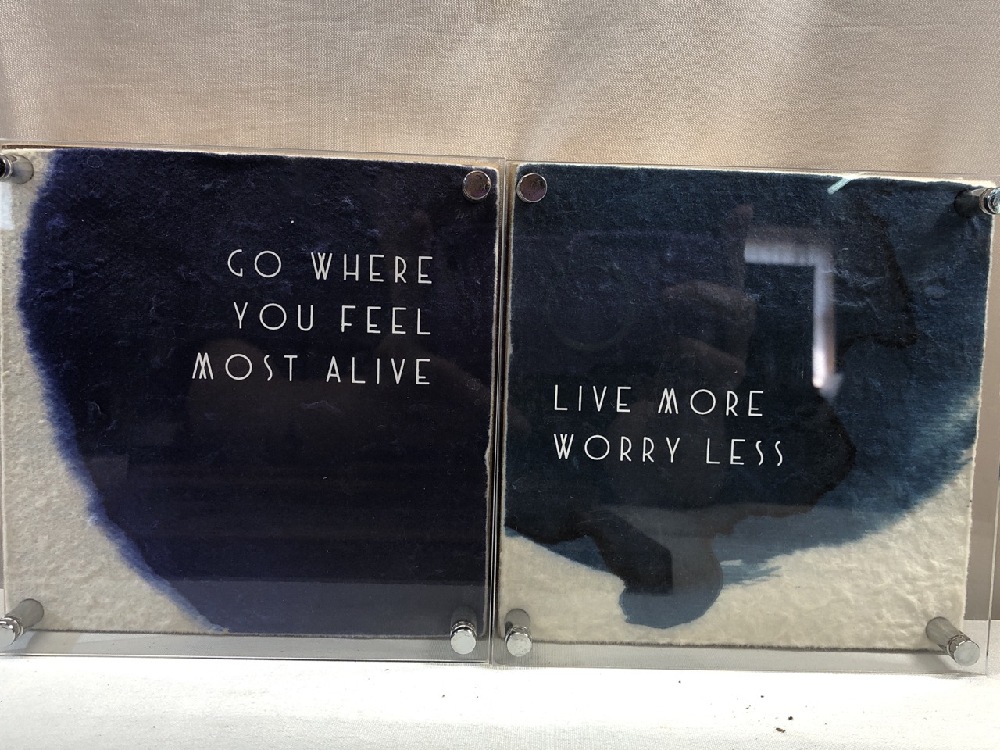 GO WHERE
YOU FEEL
MOST ALIVE
LIVE MORE
WORRY LESS